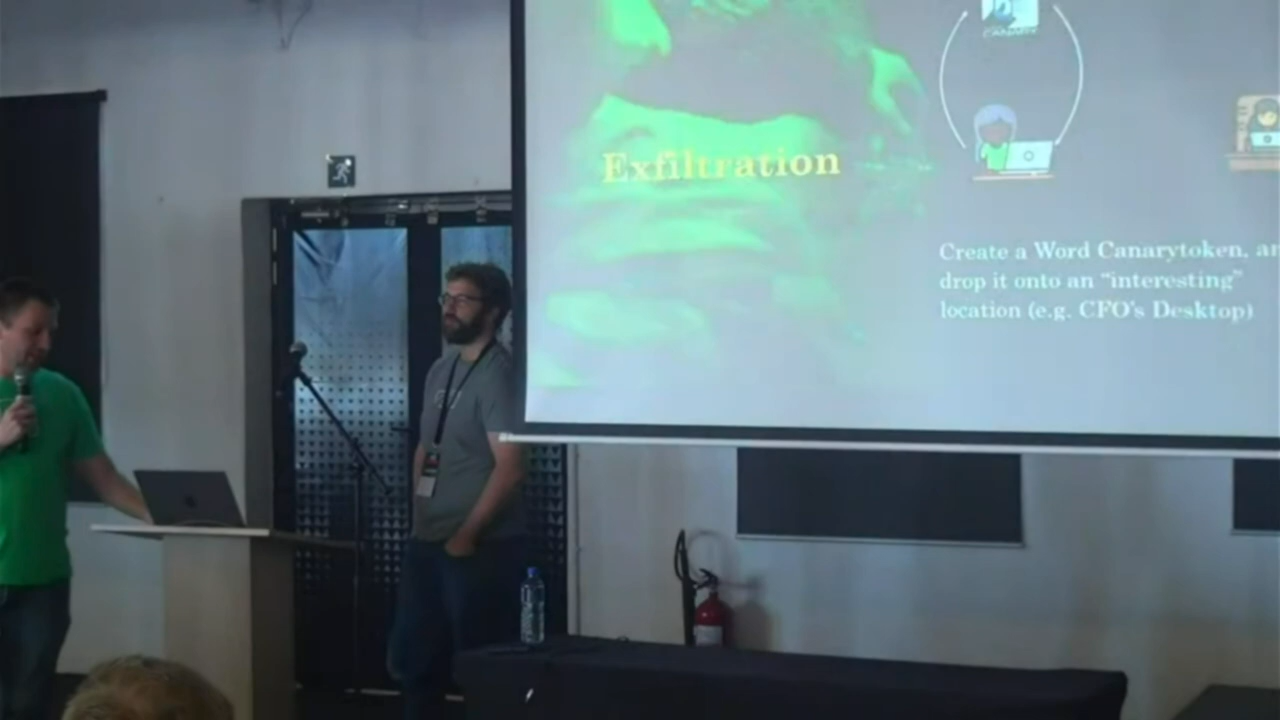 Exfiltration
Create a Word Canarytoken, an
drop it onto an “interesting”
location (e.g. CFO's Desktop)